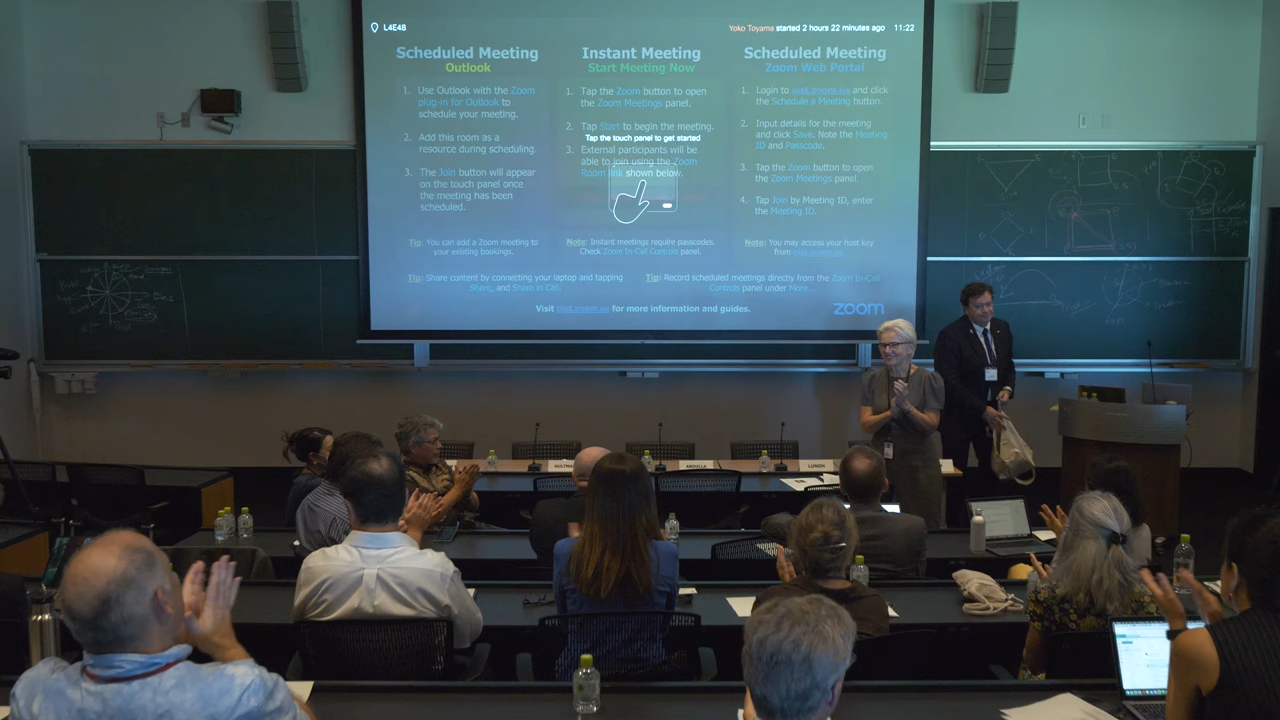 L4E48
Yoko Toyama started 2 hours 22 minutes ago 11:22
Scheduled Meeting
Outlook
1. Use Outlook with the Zoom
plug-in for Outlook to
schedule your meeting.
2. Add this room as a
resource during scheduling.
3. The Join button will appear
on the touch panel once
the meeting has been
scheduled.
Tip: You can add a Zoom meeting to
your existing bookings.
Instant Meeting
Start Meeting Now
1. Tap the Zoom button to open
the Zoom Meetings panel.
2. Tap Start to begin the meeting.
Tap the touch panel to get started
3. External participants will be
able to join using the Zoom
Room link shown below.
Note: Instant meetings require passcodes.
Check Zoom In-Call Controls panel.
Scheduled Meeting
Zoom Web Portal
1. Login to oist.zoom.us and click
the Schedule a Meeting button.
2. Input details for the meeting
and click Save. Note the Meeting
ID and Passcode.
3. Tap the Zoom button to open
the Zoom Meetings panel.
4. Tap Join by Meeting ID, enter
the Meeting ID.
Note: You may access your host key
from oist.zoom.us
Tip: Share content by connecting your laptop and tapping
Share, and Share in Call.
Tip: Record scheduled meetings directly from the Zoom In-Call
Controls panel under More...
Visit oist.zoom.us for more information and guides.
zoom
HULTMA
ABDULLA
LONDEI